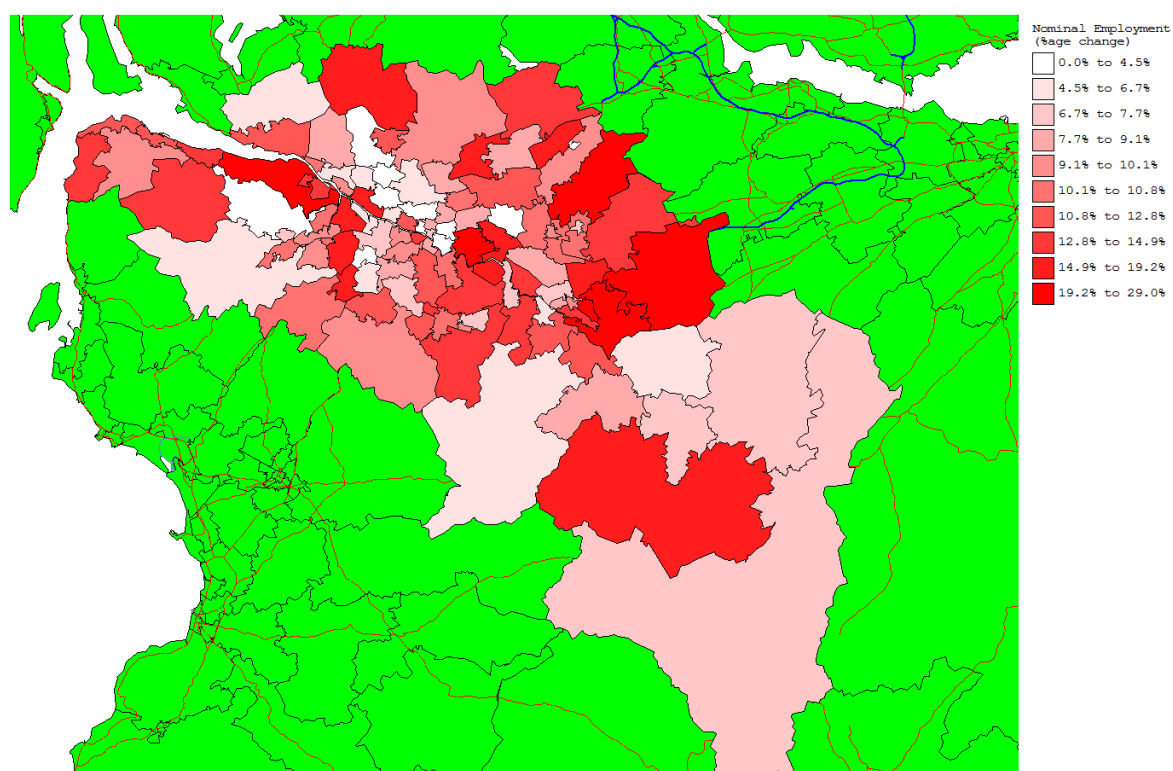 Nominal Employment
(%age change)
0.0% to 4.5%
4.5% to 6.7%
6.7% to 7.7%
7.7% to 9.1%
9.1% to 10.1%
10.1% to 10.8%
10.8% to 12.8%
12.8% to 14.9%
14.9% to 19.2%
19.2% to 29.0%